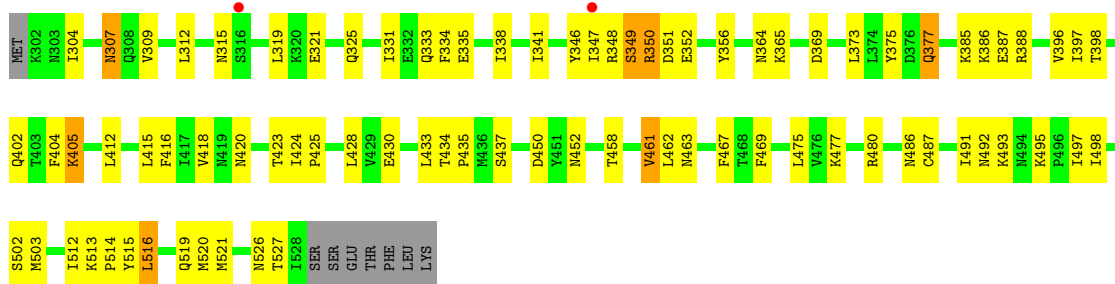 MET K302 N303 I304 N307 Q308 V309 L312 N315 S316 L319 K320 E321 Q325 I331 E332 Q333 F334 E335 I338 I341 Y346 I347 R348 S349 R350 D351 E352 Y356 N364 K365 D369 L373 L374 Y375 D376 Q377 K385 K386 E387 R388 V396 I397 T398
Q402 T403 F404 K405 L412 L415 F416 I417 V418 N419 N420 T423 I424 P425 L428 V429 E430 L433 T434 P435 M436 S437 D450 Y451 N452 T458 V461 L462 N463 F467 T468 F469 L475 V476 K477 R480 N486 C487 I491 N492 K493 N494 K495 P496 I497 I498
S502 M503 I512 K513 P514 Y515 L516 Q519 M520 M521 N526 T527 I528 SER SER GLU THR PHE LEU LYS